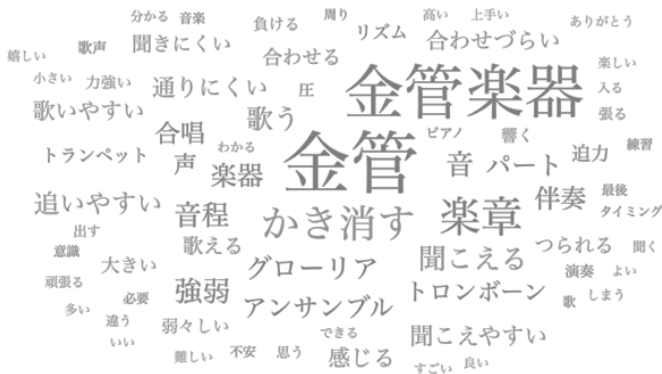 分かる 音楽 負ける 周り 高い 上手い ありがとう
嬉しい 歌声 聞きにくい 合わせる リズム 合わせづらい
小さい 力強い 通りにくい 圧 金管楽器 楽しい
入る
歌いやすい 歌う 張る
合唱 わかる 金管 ピアノ 響く 練習
トランペット 声 楽器 音 パート 迫力
追いやすい 音程 かき消す 楽章 伴奏 最後
タイミング
出す
意識 歌える 聞こえる つられる 聞く
大きい グローリア 演奏 よい
頑張る 必要 強弱 アンサンブル トロンボーン 歌 しまう
多い 違う 弱々しい できる 聞こえやすい
いい 難しい 不安 思う 感じる すごい 良い